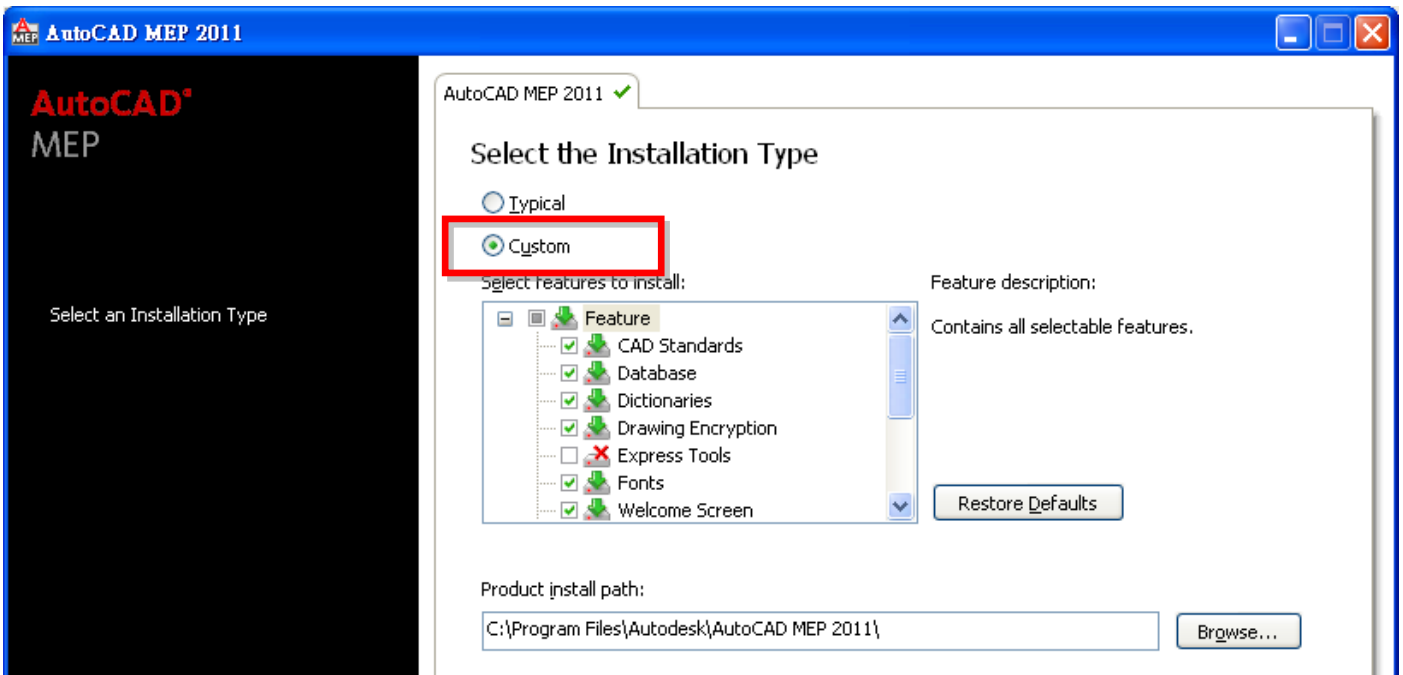 AutoCAD MEP 2011
AutoCAD®
MEP
Select an Installation Type
AutoCAD MEP 2011
Select the Installation Type
Typical
Custom
Select features to install:
Feature
CAD Standards
Database
Dictionaries
Drawing Encryption
Express Tools
Fonts
Welcome Screen
Feature description:
Contains all selectable features.
Restore Defaults
Product install path:
C:\Program Files\Autodesk\AutoCAD MEP 2011\
Browse...